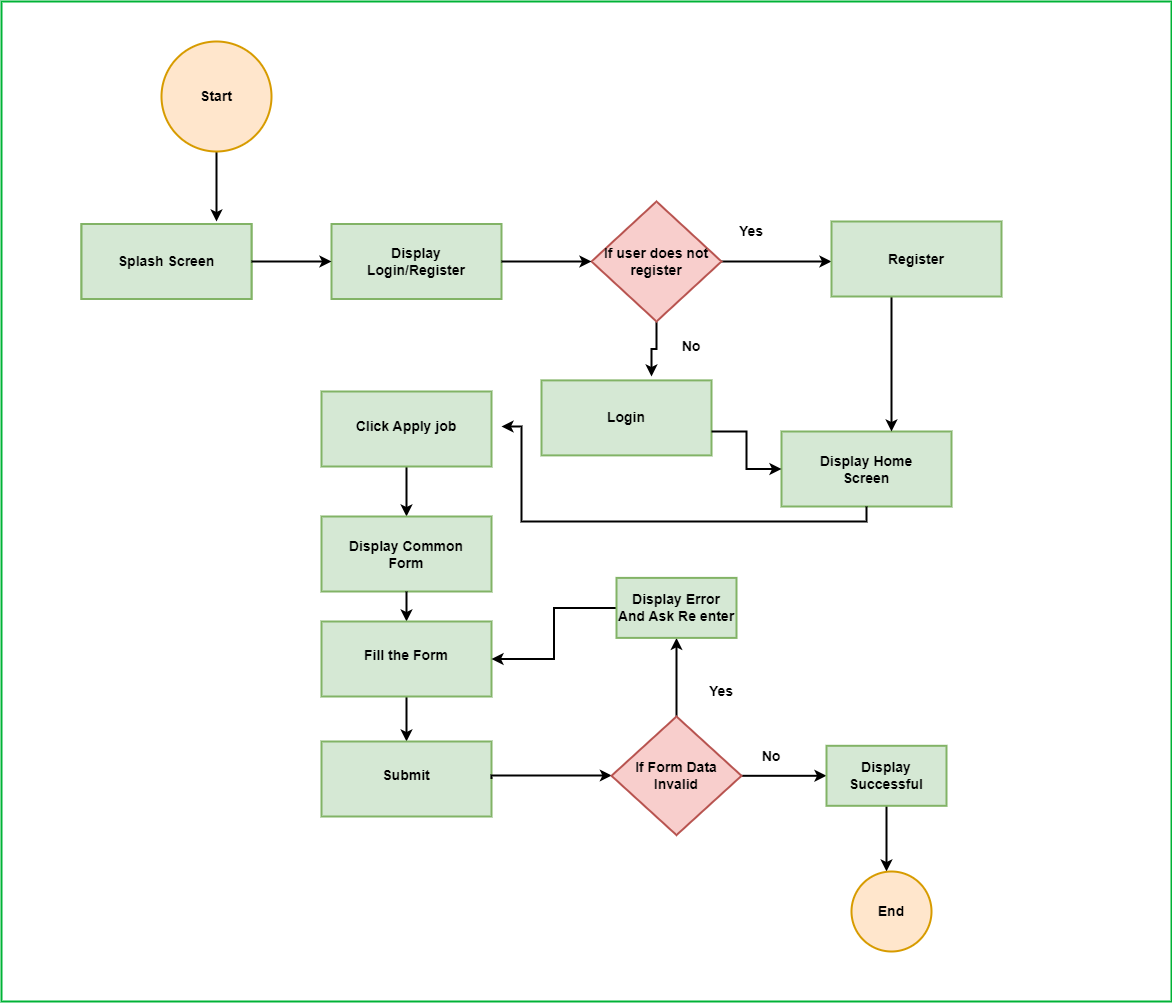 Start
Splash Screen
Display
Login/Register
If user does not
register
Yes
Register
No
Login
Display Home
Screen
Click Apply job
Display Common
Form
Fill the Form
Display Error
And Ask Re enter
Yes
Submit
If Form Data
Invalid
No
Display
Successful
End